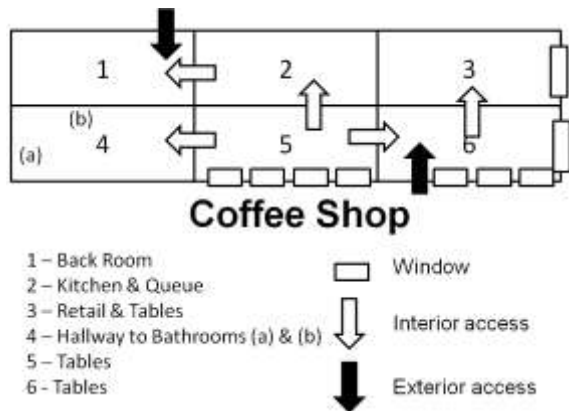 1 2 3
(b)
(a) 4 5 6
Coffee Shop
1 – Back Room
2 – Kitchen & Queue
3 – Retail & Tables
4 – Hallway to Bathrooms (a) & (b)
5 – Tables
6 - Tables
Window
Interior access
Exterior access